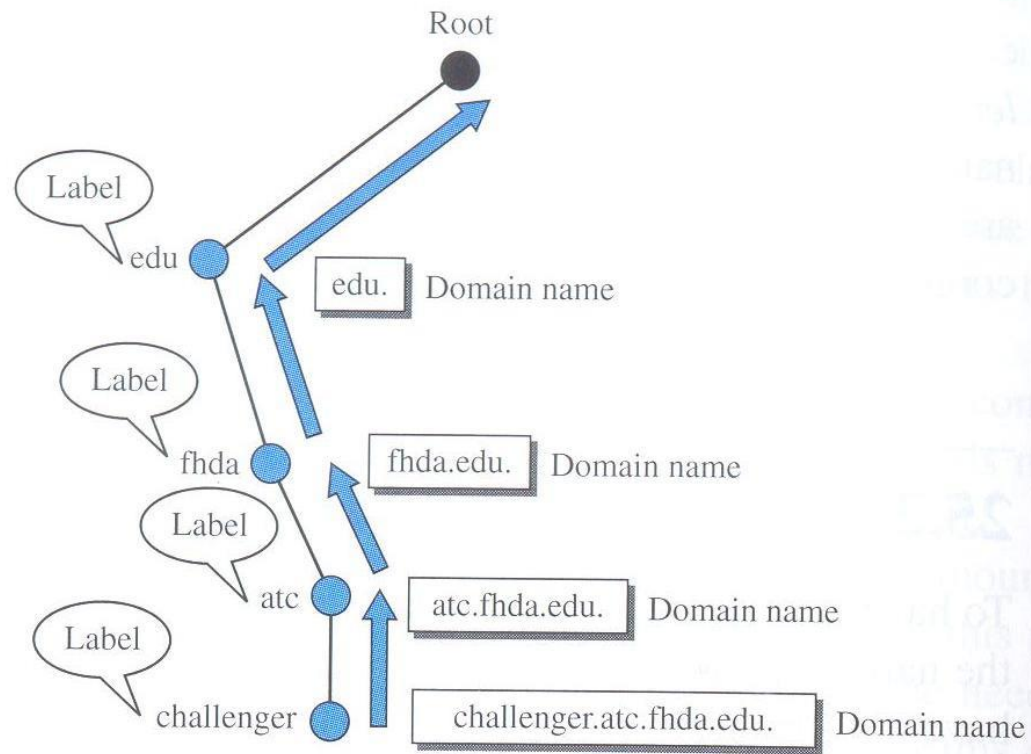 Root
Label
edu
edu. Domain name
Label
fhda
fhda.edu. Domain name
Label
atc
atc.fhda.edu. Domain name
Label
challenger
challenger.atc.fhda.edu. Domain name